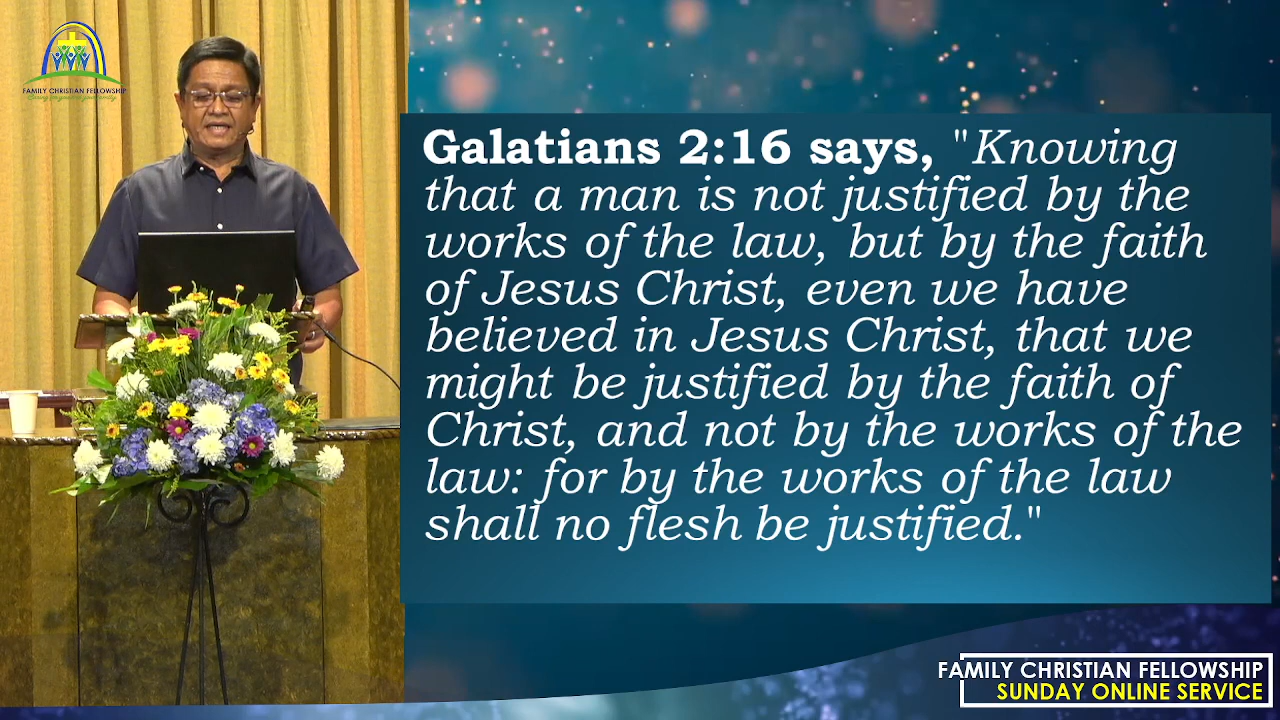 FAMILY CHRISTIAN FELLOWSHIP
Galatians 2:16 says, "Knowing
that a man is not justified by the
works of the law, but by the faith
of Jesus Christ, even we have
believed in Jesus Christ, that we
might be justified by the faith of
Christ, and not by the works of the
law: for by the works of the law
shall no flesh be justified."
FAMILY CHRISTIAN FELLOWSHIP
SUNDAY ONLINE SERVICE